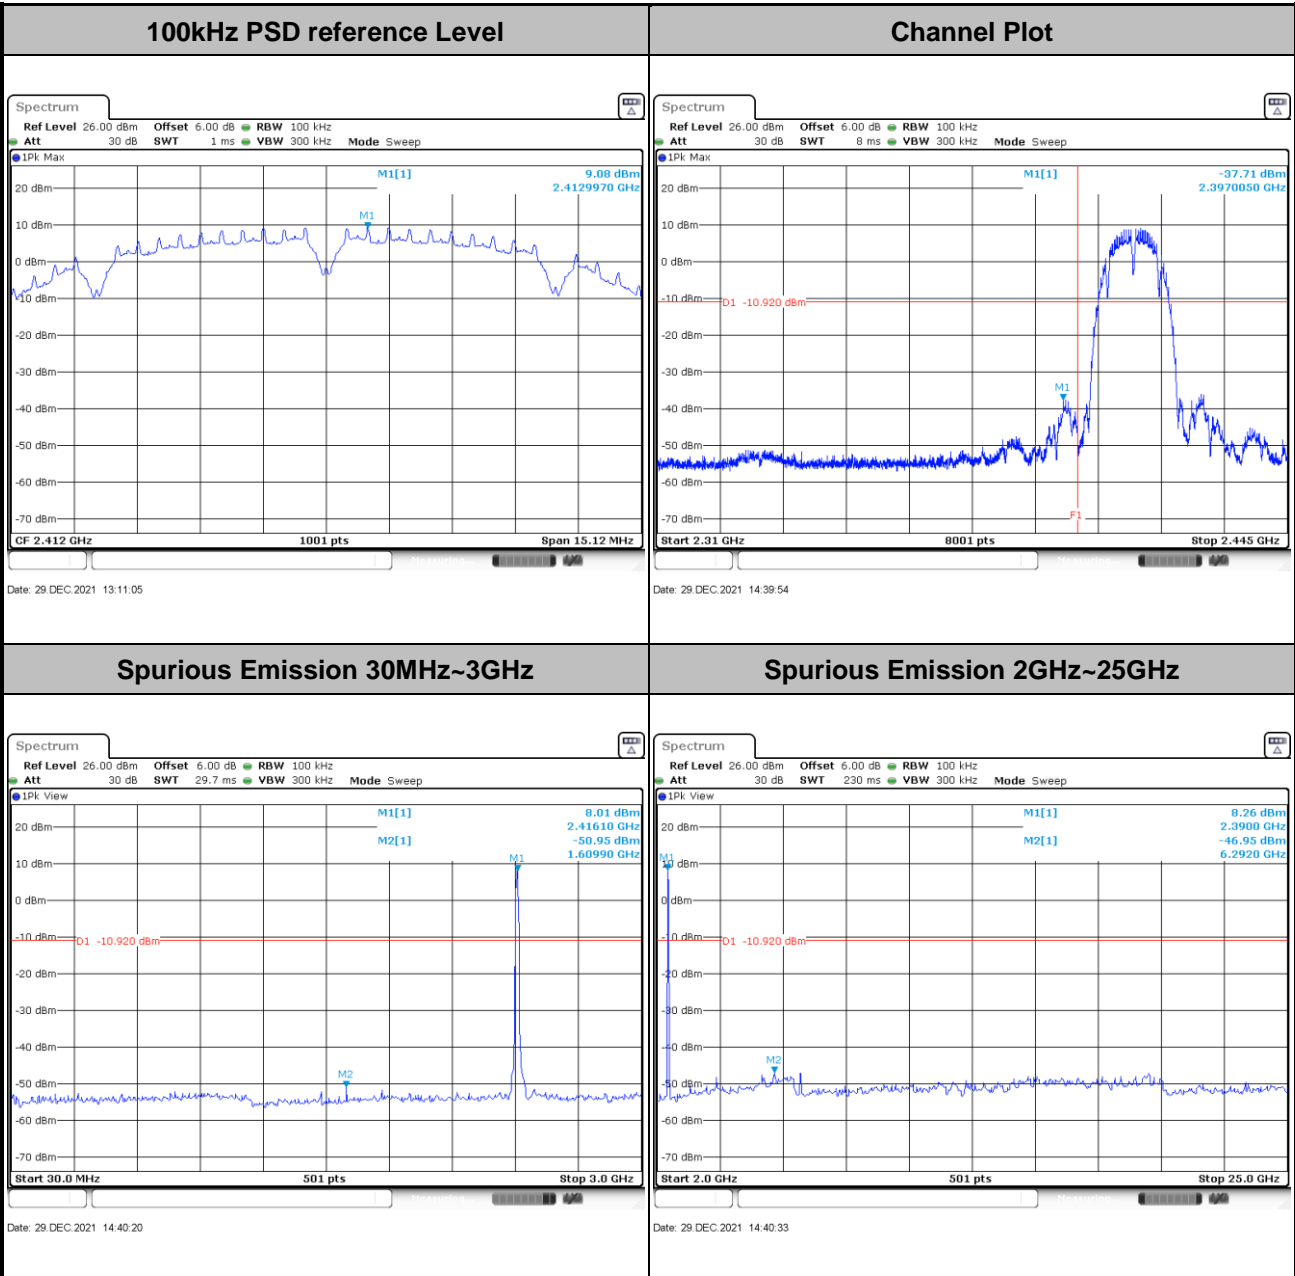 100kHz PSD reference Level
Channel Plot
Spectrum
Ref Level 26.00 dBm Offset 6.00 dB RBW 100 kHz
Att 30 dB SWT 1 ms VBW 300 kHz Mode Sweep
1Pk Max
M1[1] 9.08 dBm
2.4129970 GHz
M1
20 dBm
10 dBm
0 dBm
-10 dBm
-20 dBm
-30 dBm
-40 dBm
-50 dBm
-60 dBm
-70 dBm
CF 2.412 GHz 1001 pts Span 15.12 MHz
Date: 29.DEC.2021 13:11:05
Spectrum
Ref Level 26.00 dBm Offset 6.00 dB RBW 100 kHz
Att 30 dB SWT 8 ms VBW 300 kHz Mode Sweep
1Pk Max
M1[1] -37.71 dBm
2.3970050 GHz
20 dBm
10 dBm
0 dBm
-10 dBm
D1 -10.920 dBm
-20 dBm
-30 dBm
M1
-40 dBm
-50 dBm
-60 dBm
-70 dBm
F1
Start 2.31 GHz 8001 pts Stop 2.445 GHz
Measuring
Date: 29.DEC.2021 14:39:54
Spurious Emission 30MHz~3GHz
Spurious Emission 2GHz~25GHz
Spectrum
Ref Level 26.00 dBm Offset 6.00 dB RBW 100 kHz
Att 30 dB SWT 29.7 ms VBW 300 kHz Mode Sweep
1Pk View
M1[1] 8.01 dBm
2.41610 GHz
M2[1] -50.95 dBm
1.60990 GHz
20 dBm
M1
10 dBm
0 dBm
-10 dBm
D1 -10.920 dBm
-20 dBm
-30 dBm
-40 dBm
M2
-50 dBm
-60 dBm
-70 dBm
Start 30.0 MHz 501 pts Stop 3.0 GHz
Measuring
Date: 29.DEC.2021 14:40:20
Spectrum
Ref Level 26.00 dBm Offset 6.00 dB RBW 100 kHz
Att 30 dB SWT 230 ms VBW 300 kHz Mode Sweep
1Pk View
M1[1] 8.26 dBm
2.3900 GHz
M2[1] -46.95 dBm
6.2920 GHz
20 dBm
M1
10 dBm
0 dBm
-10 dBm
D1 -10.920 dBm
-20 dBm
-30 dBm
-40 dBm
M2
-50 dBm
-60 dBm
-70 dBm
Start 2.0 GHz 501 pts Stop 25.0 GHz
Date: 29.DEC.2021 14:40:33